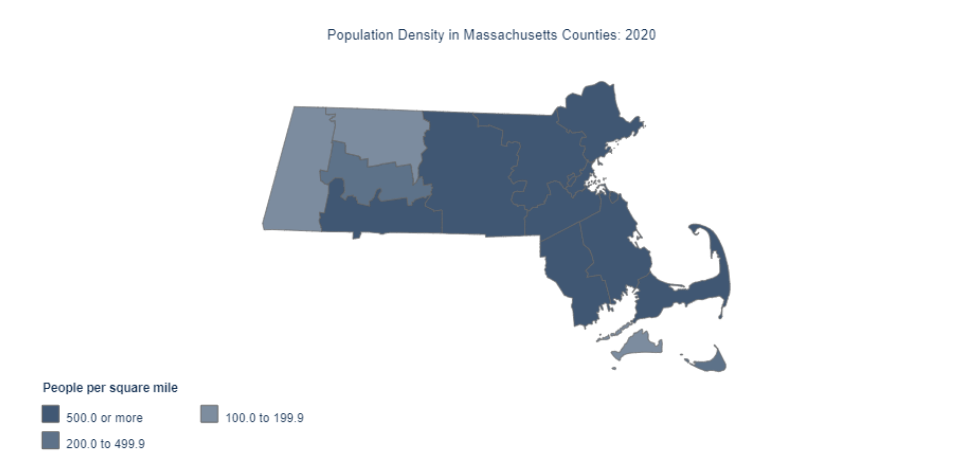 Population Density in Massachusetts Counties: 2020
People per square mile
500.0 or more
100.0 to 199.9
200.0 to 499.9